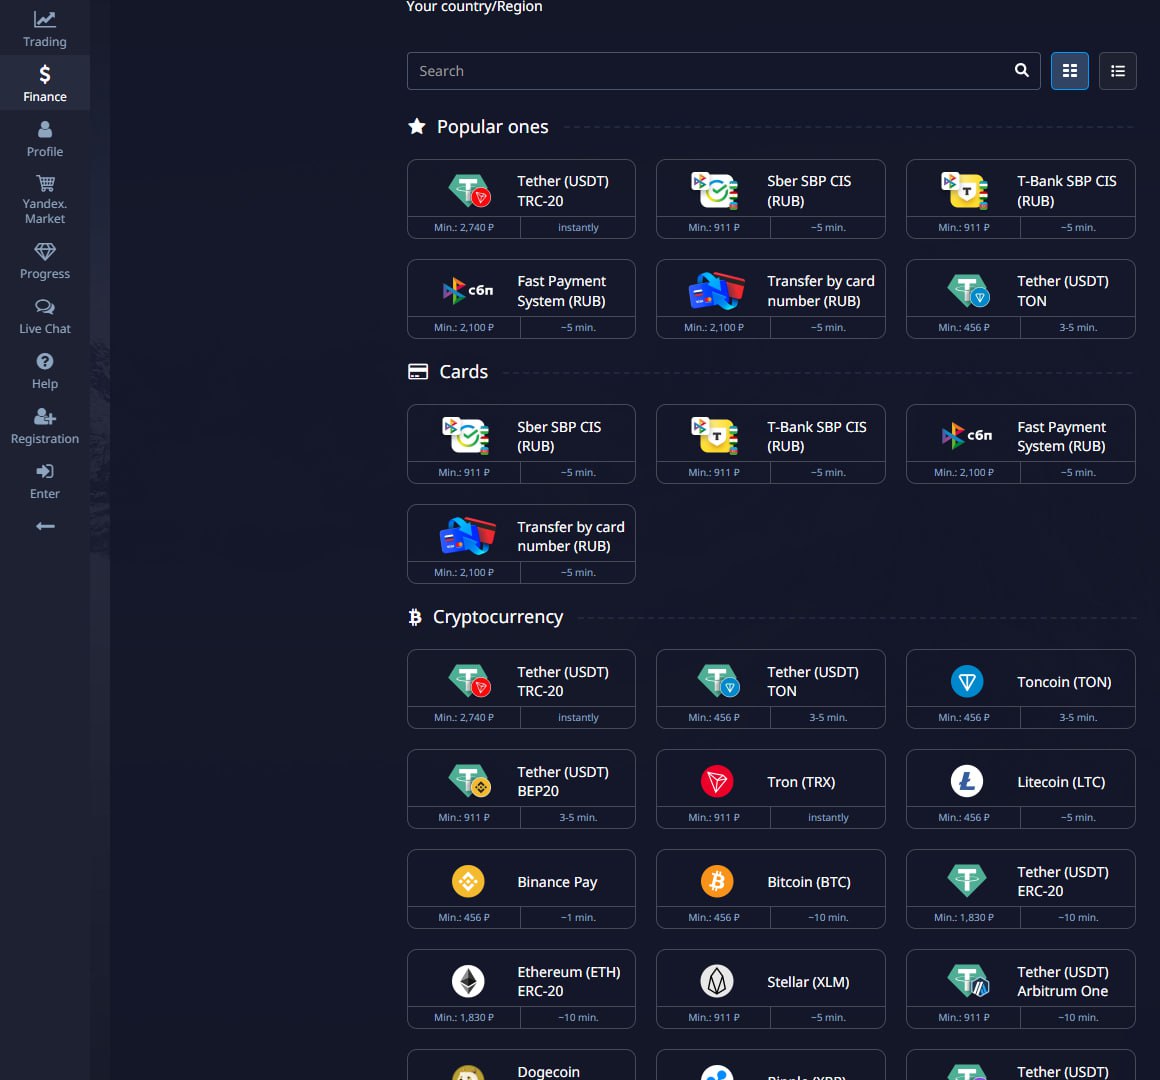 Your country/Region
Trading
Search
Finance
Popular ones
Profile
Tether (USDT)
TRC-20
Min.: 2,740 ₽
instantly
Sber SBP CIS
(RUB)
Min.: 911 ₽
~5 min.
T-Bank SBP CIS
(RUB)
Min.: 911 ₽
~5 min.
Yandex.
Market
Progress
Live Chat
Help
Registration
Enter
сбп
Fast Payment
System (RUB)
Min.: 2,100 ₽
~5 min.
Transfer by card
number (RUB)
Min.: 2,100 ₽
~5 min.
Tether (USDT)
TON
Min.: 456 ₽
3-5 min.
Cards
Sber SBP CIS
(RUB)
Min.: 911 ₽
~5 min.
T-Bank SBP CIS
(RUB)
Min.: 911 ₽
~5 min.
сбп
Fast Payment
System (RUB)
Min.: 2,100 ₽
~5 min.
Transfer by card
number (RUB)
Min.: 2,100 ₽
~5 min.
Cryptocurrency
Tether (USDT)
TRC-20
Min.: 2,740 ₽
instantly
Tether (USDT)
TON
Min.: 456 ₽
3-5 min.
Toncoin (TON)
Min.: 456 ₽
3-5 min.
Tether (USDT)
BEP20
Min.: 911 ₽
3-5 min.
Tron (TRX)
Min.: 911 ₽
instantly
Litecoin (LTC)
Min.: 456 ₽
~5 min.
Binance Pay
Min.: 456 ₽
~1 min.
Bitcoin (BTC)
Min.: 456 ₽
~10 min.
Tether (USDT)
ERC-20
Min.: 1,830 ₽
~10 min.
Ethereum (ETH)
ERC-20
Min.: 1,830 ₽
~10 min.
Stellar (XLM)
Min.: 911 ₽
~5 min.
Tether (USDT)
Arbitrum One
Min.: 911 ₽
~10 min.
Dogecoin
Ripple (XRP)
Tether (USDT)